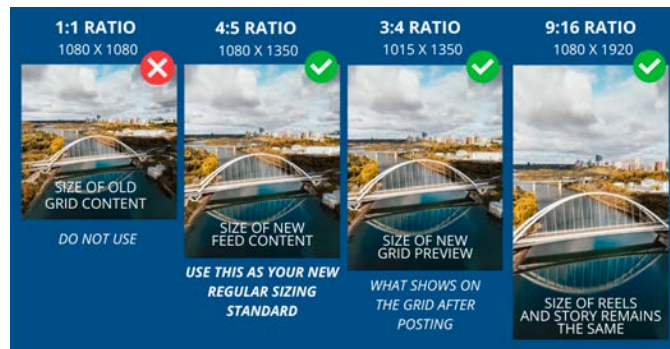 1:1 RATIO
1080 X 1080
SIZE OF OLD
GRID CONTENT
DO NOT USE
4:5 RATIO
1080 X 1350
SIZE OF NEW
FEED CONTENT
USE THIS AS YOUR NEW
REGULAR SIZING
STANDARD
3:4 RATIO
1015 X 1350
SIZE OF NEW
GRID PREVIEW
WHAT SHOWS ON
THE GRID AFTER
POSTING
9:16 RATIO
1080 X 1920
SIZE OF REELS
AND STORY REMAINS
THE SAME